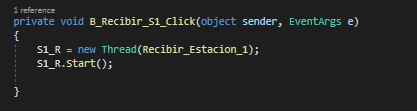 1 reference
private void B_Recibir_S1_Click(object sender, EventArgs e)
{
S1_R = new Thread(Recibir_Estacion_1);
S1_R.Start();
}